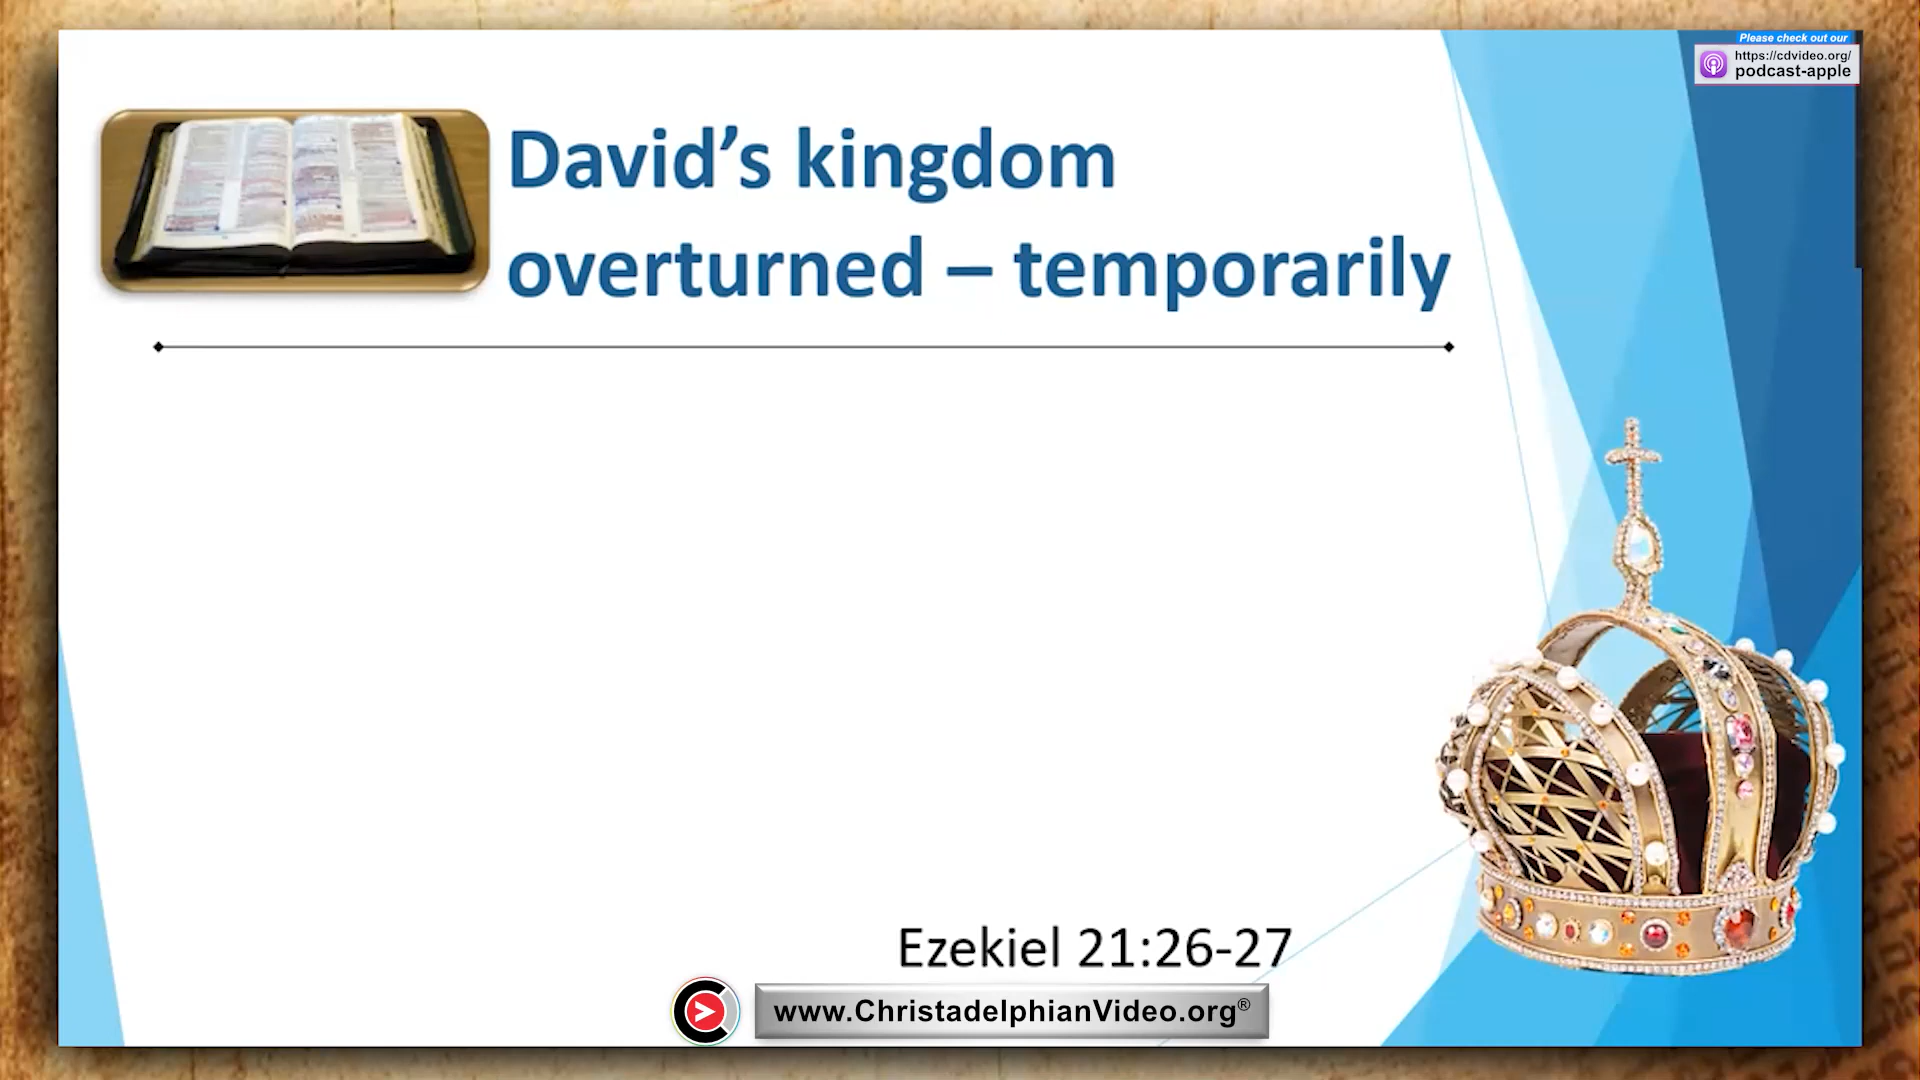 Please check out our
https://cdvideo.org/
podcast-apple
David’s kingdom
overturned – temporarily
Ezekiel 21:26-27
www.ChristadelphianVideo.org®